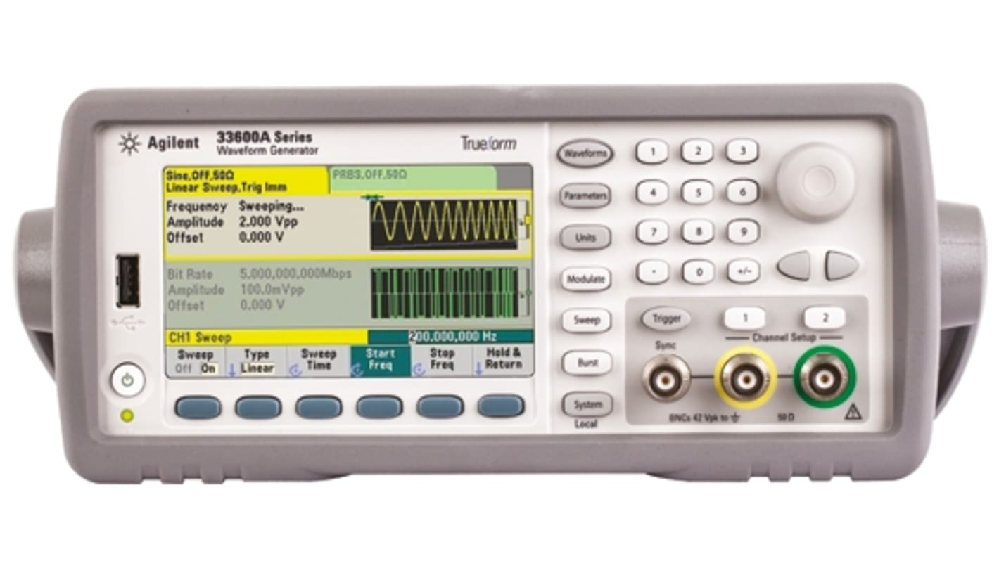 Agilent 33600A Series
Waveform Generator
Trueform
Sine,OFF,50Ω
Linear Sweep,Trig Imm
PRBS,OFF,50Ω
Frequency Sweeping...
Amplitude 2.000 Vpp
Offset 0.000 V
Bit Rate 5.000,000,000Mbps
Amplitude 100.0mVpp
Offset 0.000 V
CH1 Sweep 200.000,000 Hz
Sweep
Off On
Type
Linear
Sweep
Time
Start
Freq
Stop
Freq
Hold &
Return
Waveforms
Parameters
Units
Modulate
Sweep
Burst
System
Local
1 2 3
4 5 6
7 8 9
. 0 +/-
Trigger 1 2
Channel Setup
Sync
BNCs 42 Vpk to
50 Ω